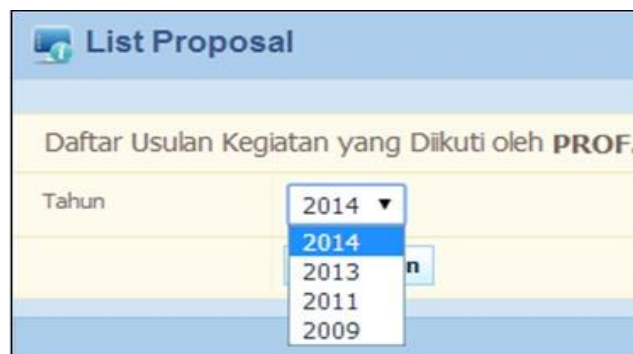 List Proposal
Daftar Usulan Kegiatan yang Diikuti oleh PROF.
Tahun
2014
2014
2013
n
2011
2009